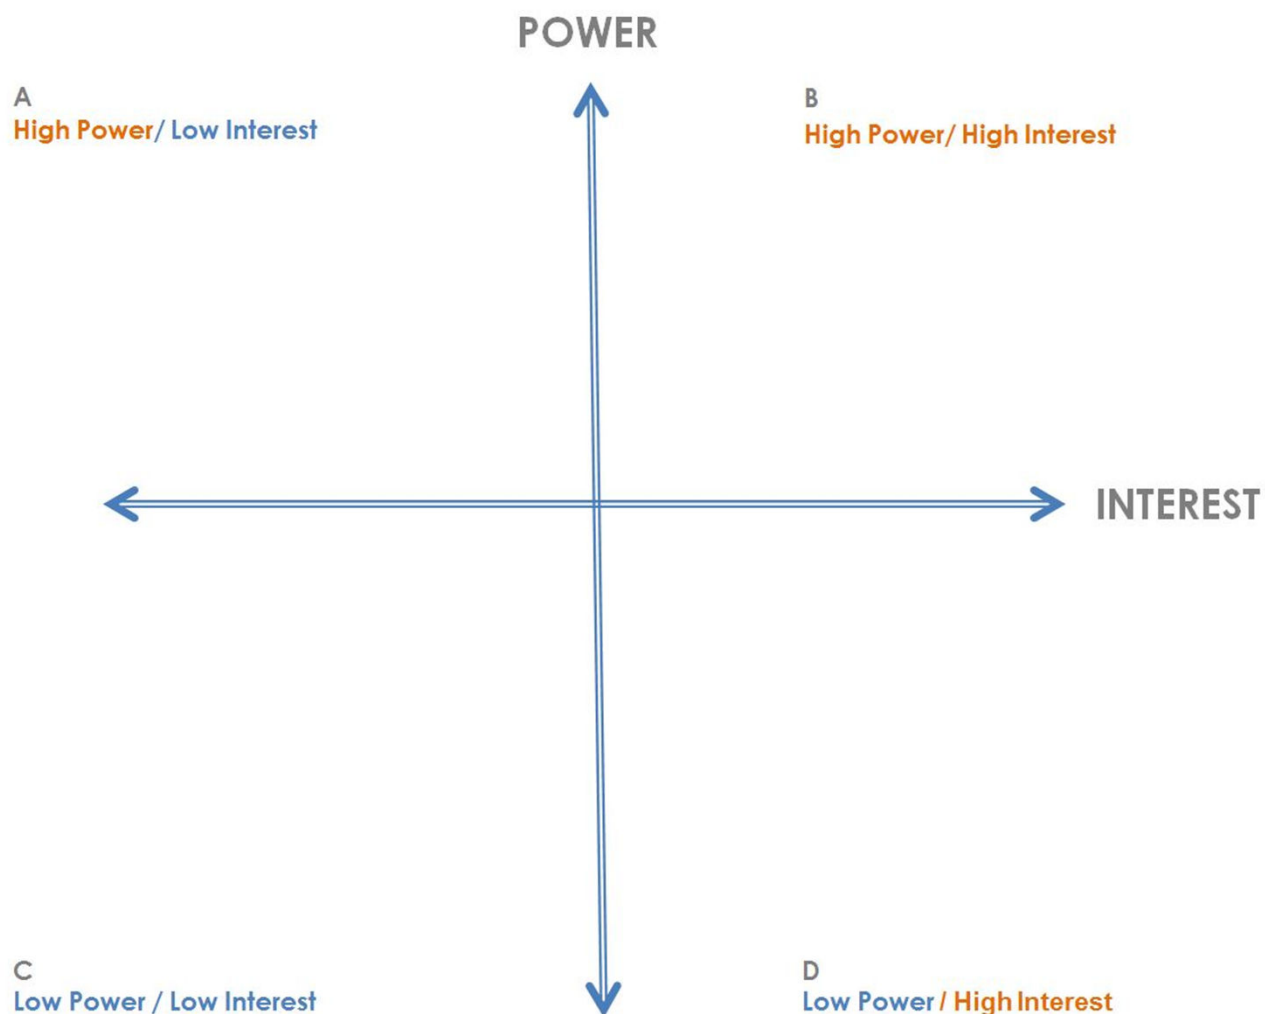 POWER
A
High Power/ Low Interest
B
High Power/ High Interest
INTEREST
C
Low Power / Low Interest
D
Low Power / High Interest